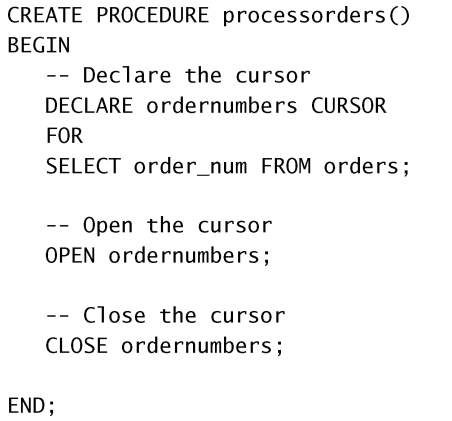 CREATE PROCEDURE processorders()
BEGIN
   -- Declare the cursor
   DECLARE ordernumbers CURSOR
   FOR
   SELECT order_num FROM orders;

   -- Open the cursor
   OPEN ordernumbers;

   -- Close the cursor
   CLOSE ordernumbers;

END;